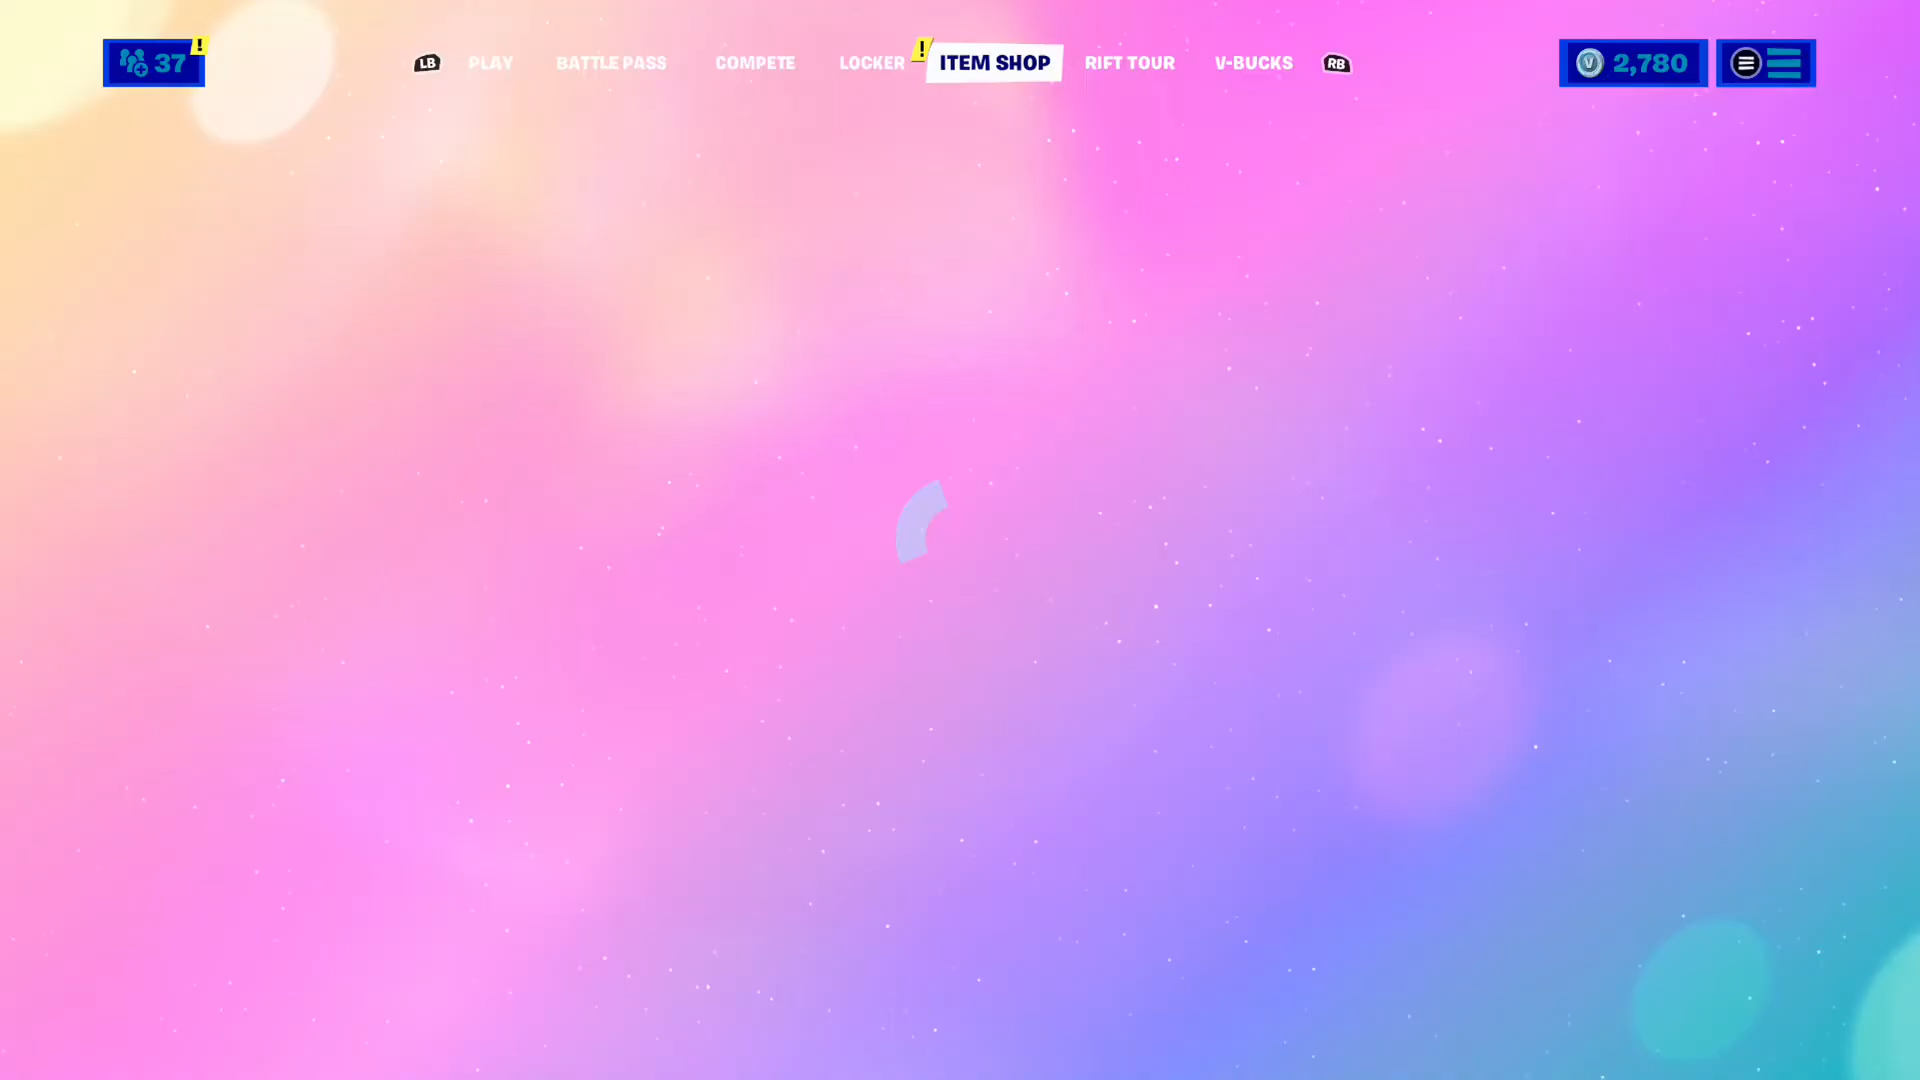 37
!
LB
PLAY
BATTLE PASS
COMPETE
LOCKER
!
ITEM SHOP
RIFT TOUR
V-BUCKS
RB
V
2,780